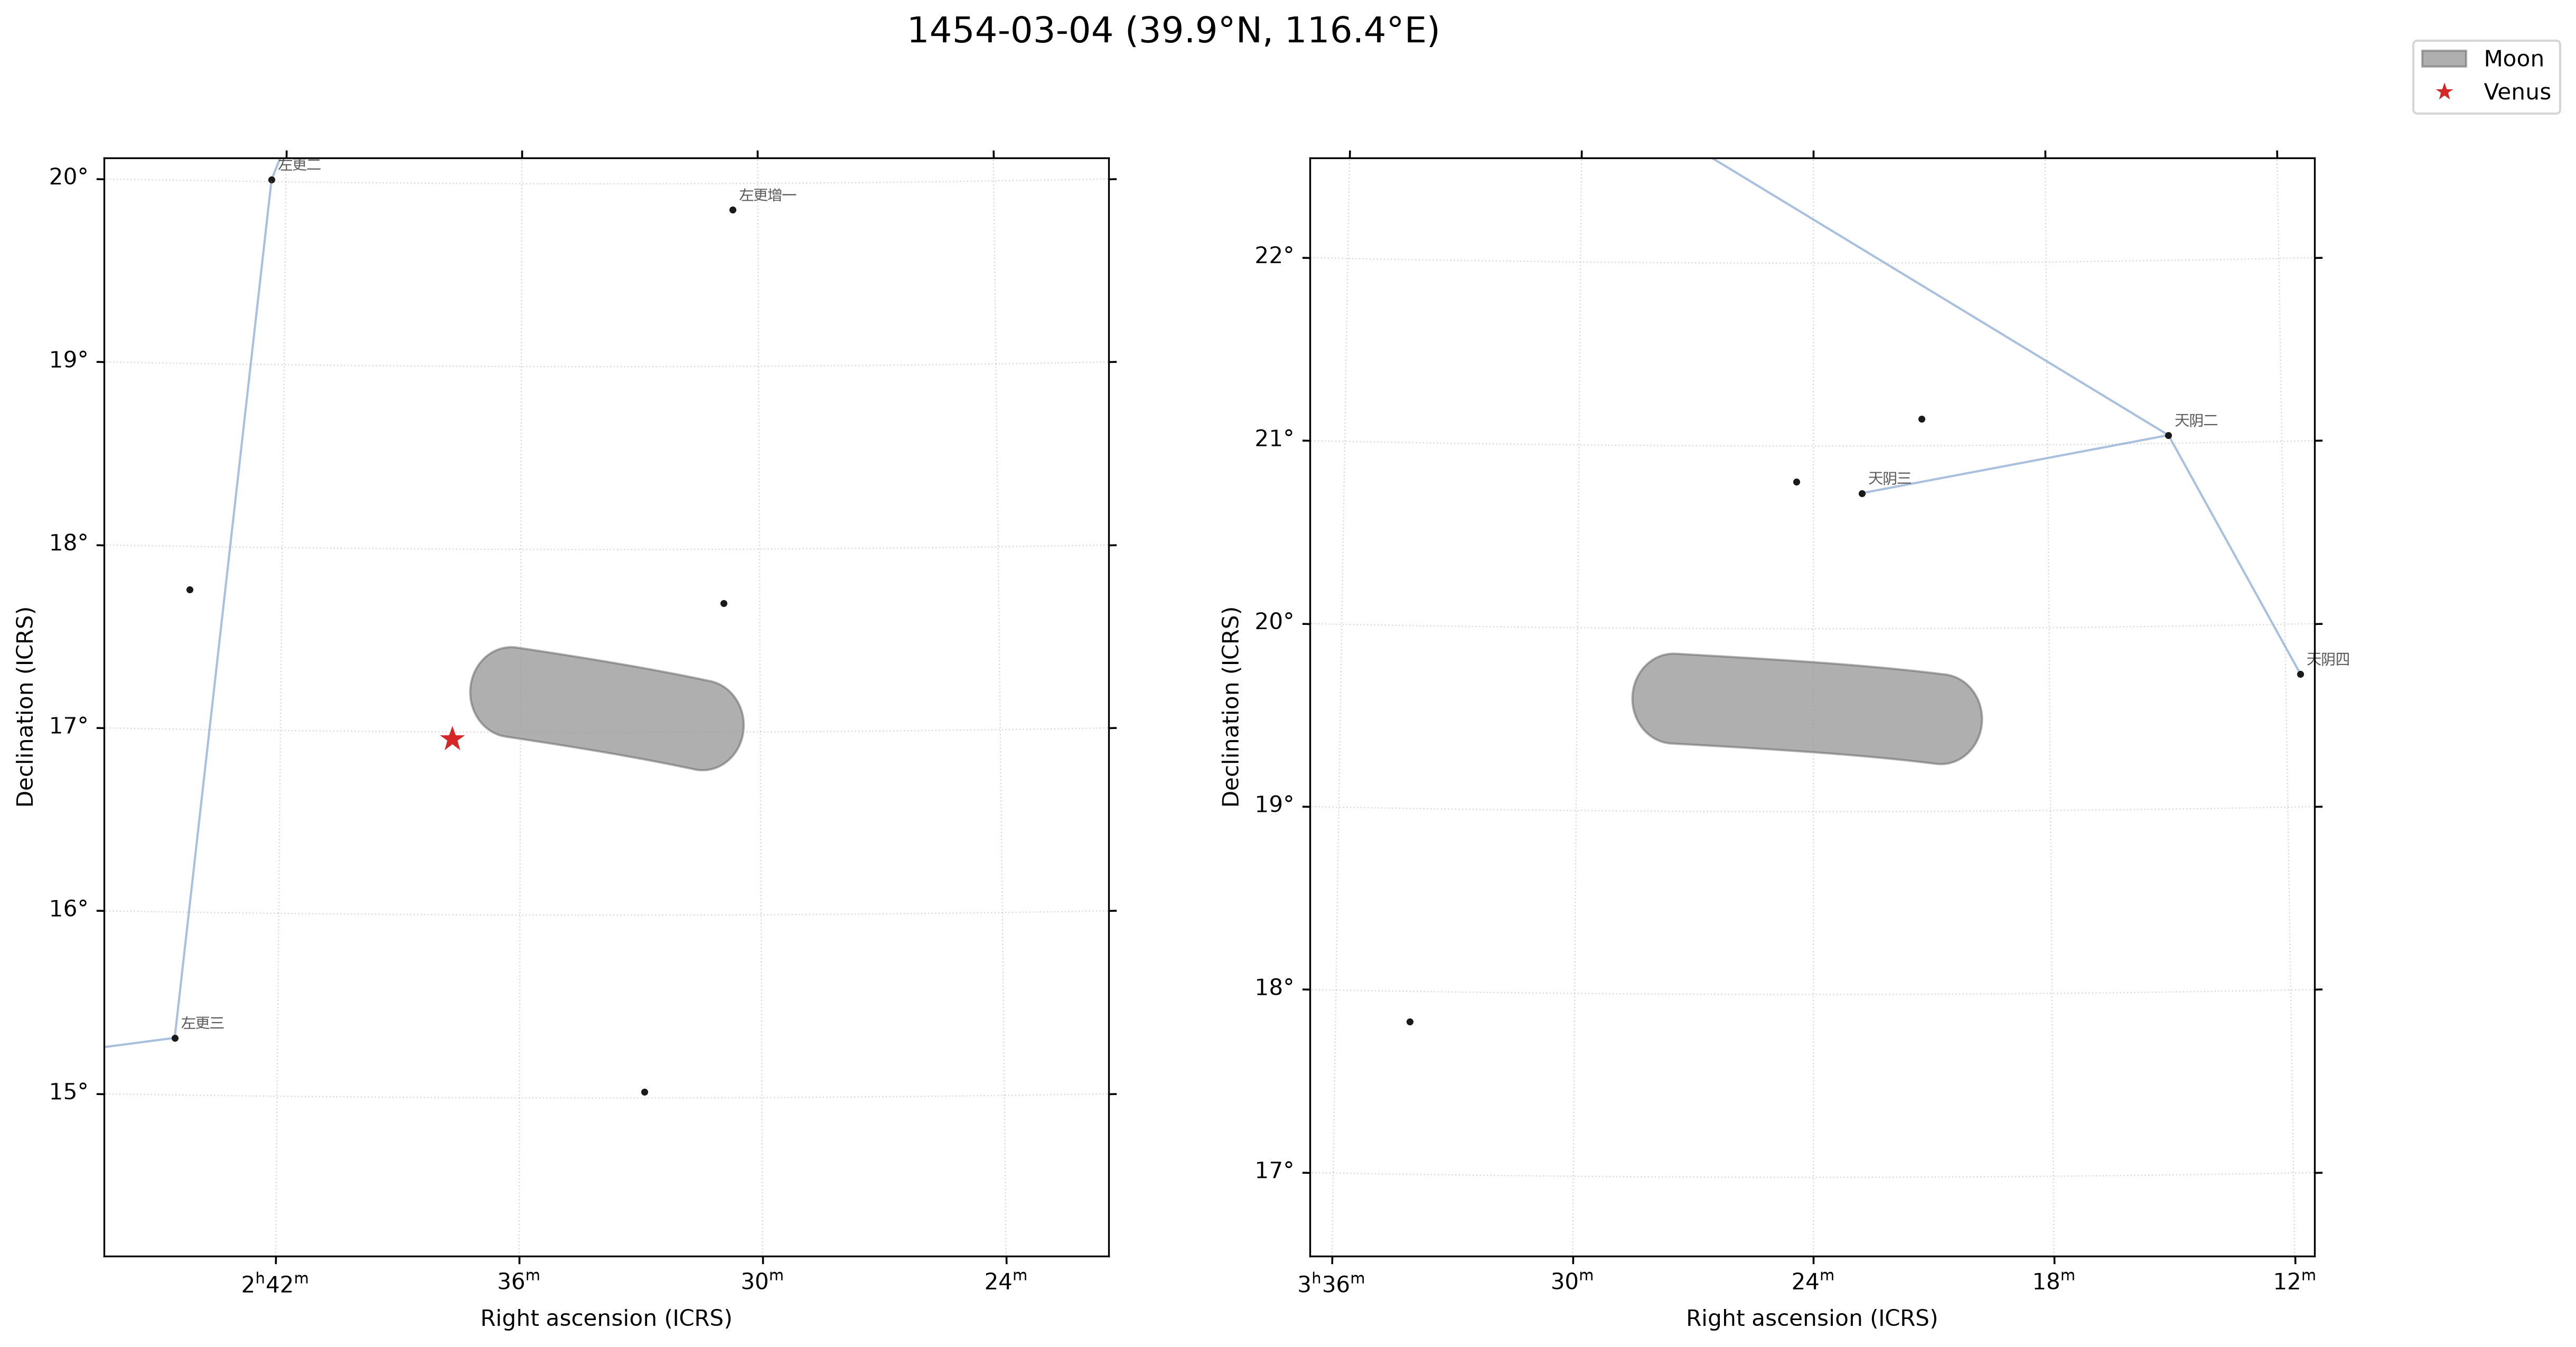 1454-03-04 (39.9°N, 116.4°E)
Moon
Venus
左更二
左更增一
左更三
20°
19°
18°
17°
16°
15°
Declination (ICRS)
2h42m
36m
30m
24m
Right ascension (ICRS)
天阴二
天阴三
天阴四
22°
21°
20°
19°
18°
17°
Declination (ICRS)
3h36m
30m
24m
18m
12m
Right ascension (ICRS)